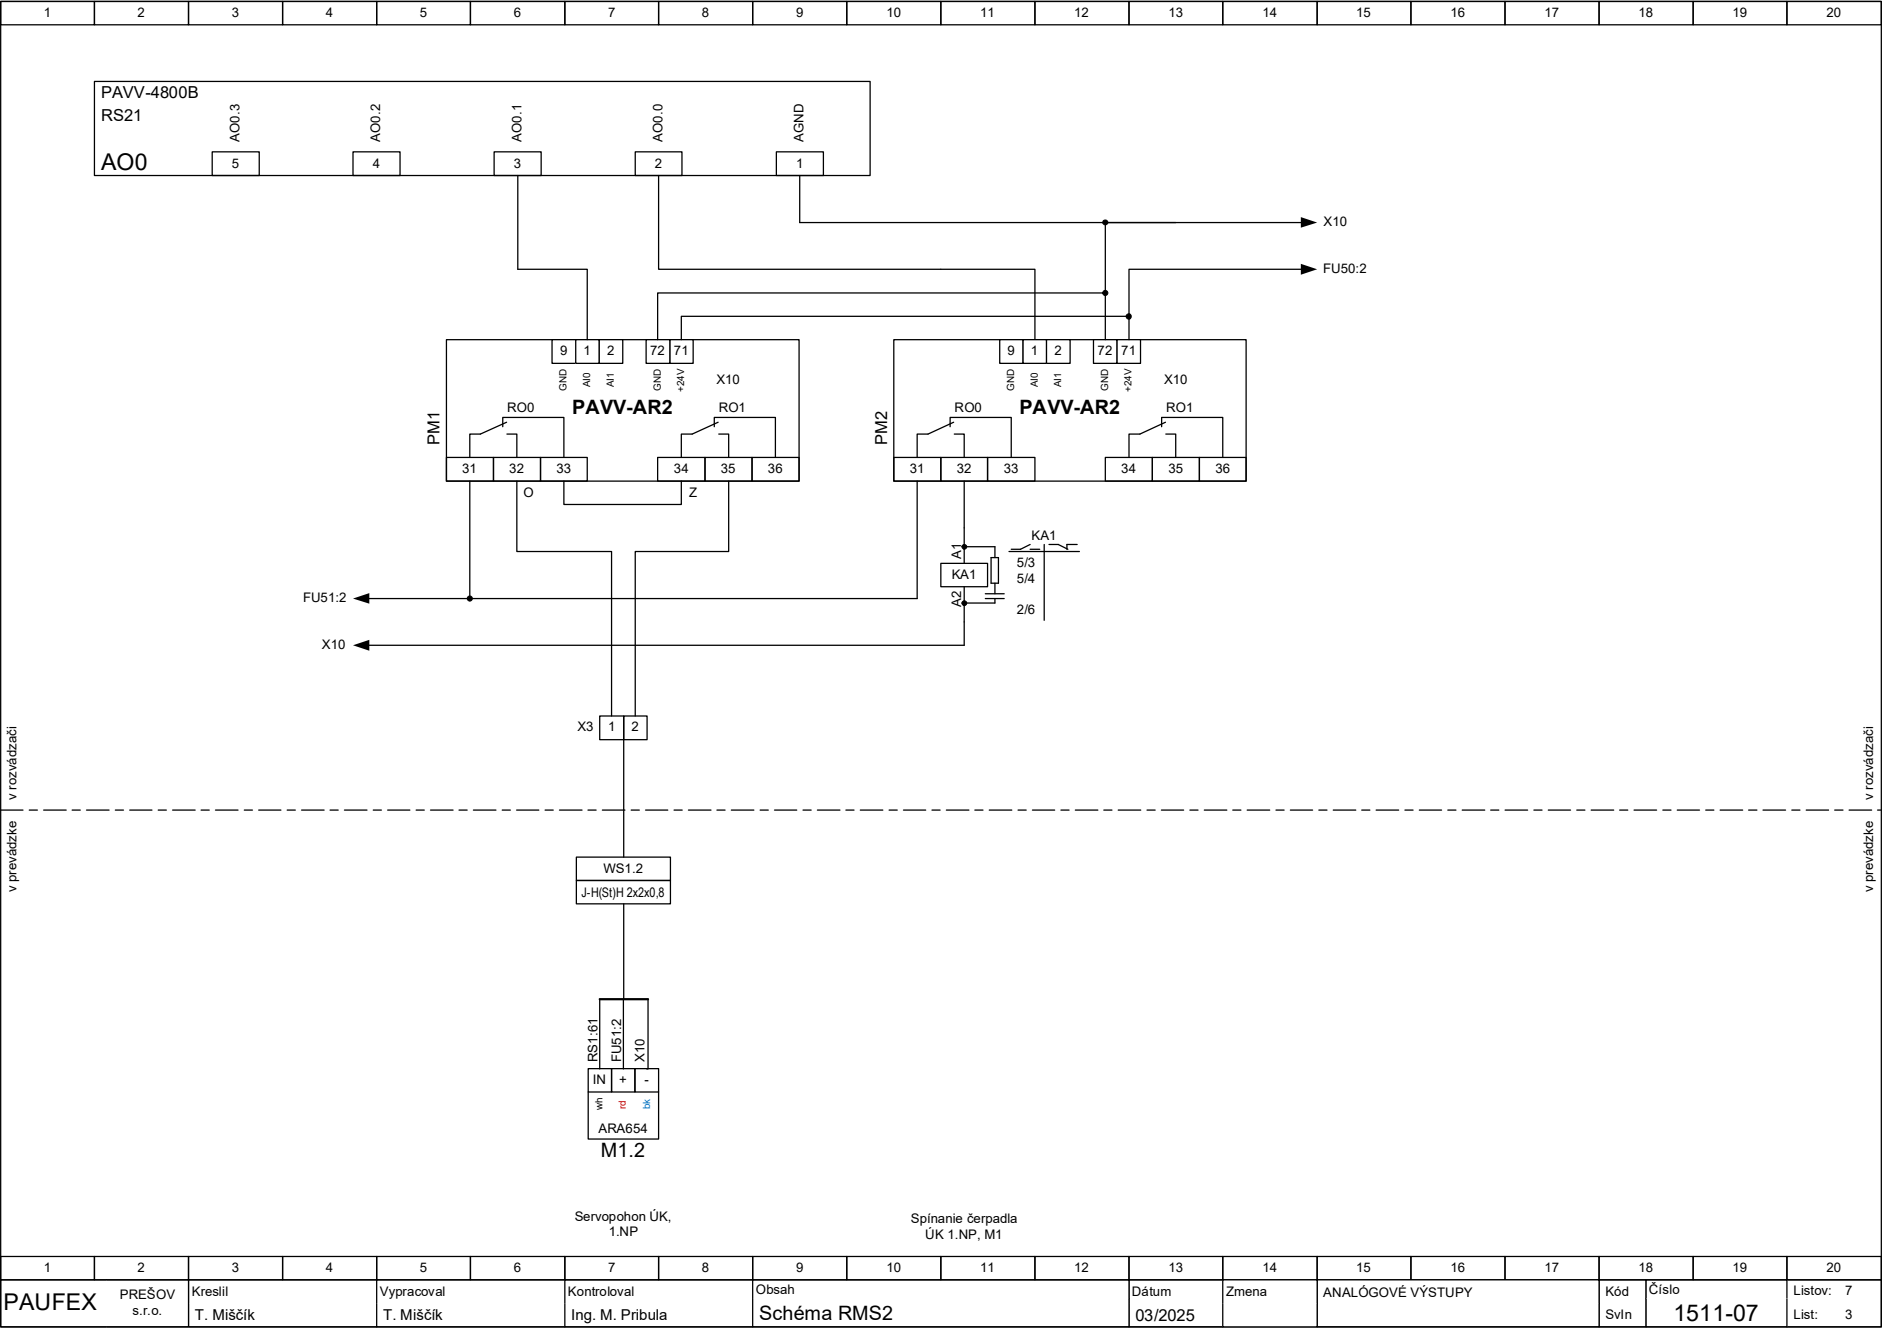 1 2 3 4 5 6 7 8 9 10 11 12 13 14 15 16 17 18 19 20
PAVV-4800B
RS21
AO0
AO0.3 AO0.2 AO0.1 AO0.0 AGND
5 4 3 2 1
X10
FU50:2
9 1 2 72 71
GND AI0 AI1 GND +24V
X10
PAVV-AR2
RO0 RO1
PM1
31 32 33 34 35 36
O Z
9 1 2 72 71
GND AI0 AI1 GND +24V
X10
PAVV-AR2
RO0 RO1
PM2
31 32 33 34 35 36
A1
KA1
A2
KA1
5/3
5/4
2/6
FU51:2
X10
X3 1 2
v rozvádzači
v rozvádzači
v prevádzke
v prevádzke
WS1.2
J-H(St)H 2x2x0,8
RS1:61 FU51:2 X10
IN + -
wh rd bk
ARA654
M1.2
Servopohon ÚK,
1.NP
Spínanie čerpadla
ÚK 1.NP, M1
1 2 3 4 5 6 7 8 9 10 11 12 13 14 15 16 17 18 19 20
PAUFEX
PREŠOV
s.r.o.
Kreslil
T. Miščík
Vypracoval
T. Miščík
Kontroloval
Ing. M. Pribula
Obsah
Schéma RMS2
Dátum
03/2025
Zmena
ANALÓGOVÉ VÝSTUPY
Kód
SvIn
Číslo
1511-07
Listov: 7
List: 3